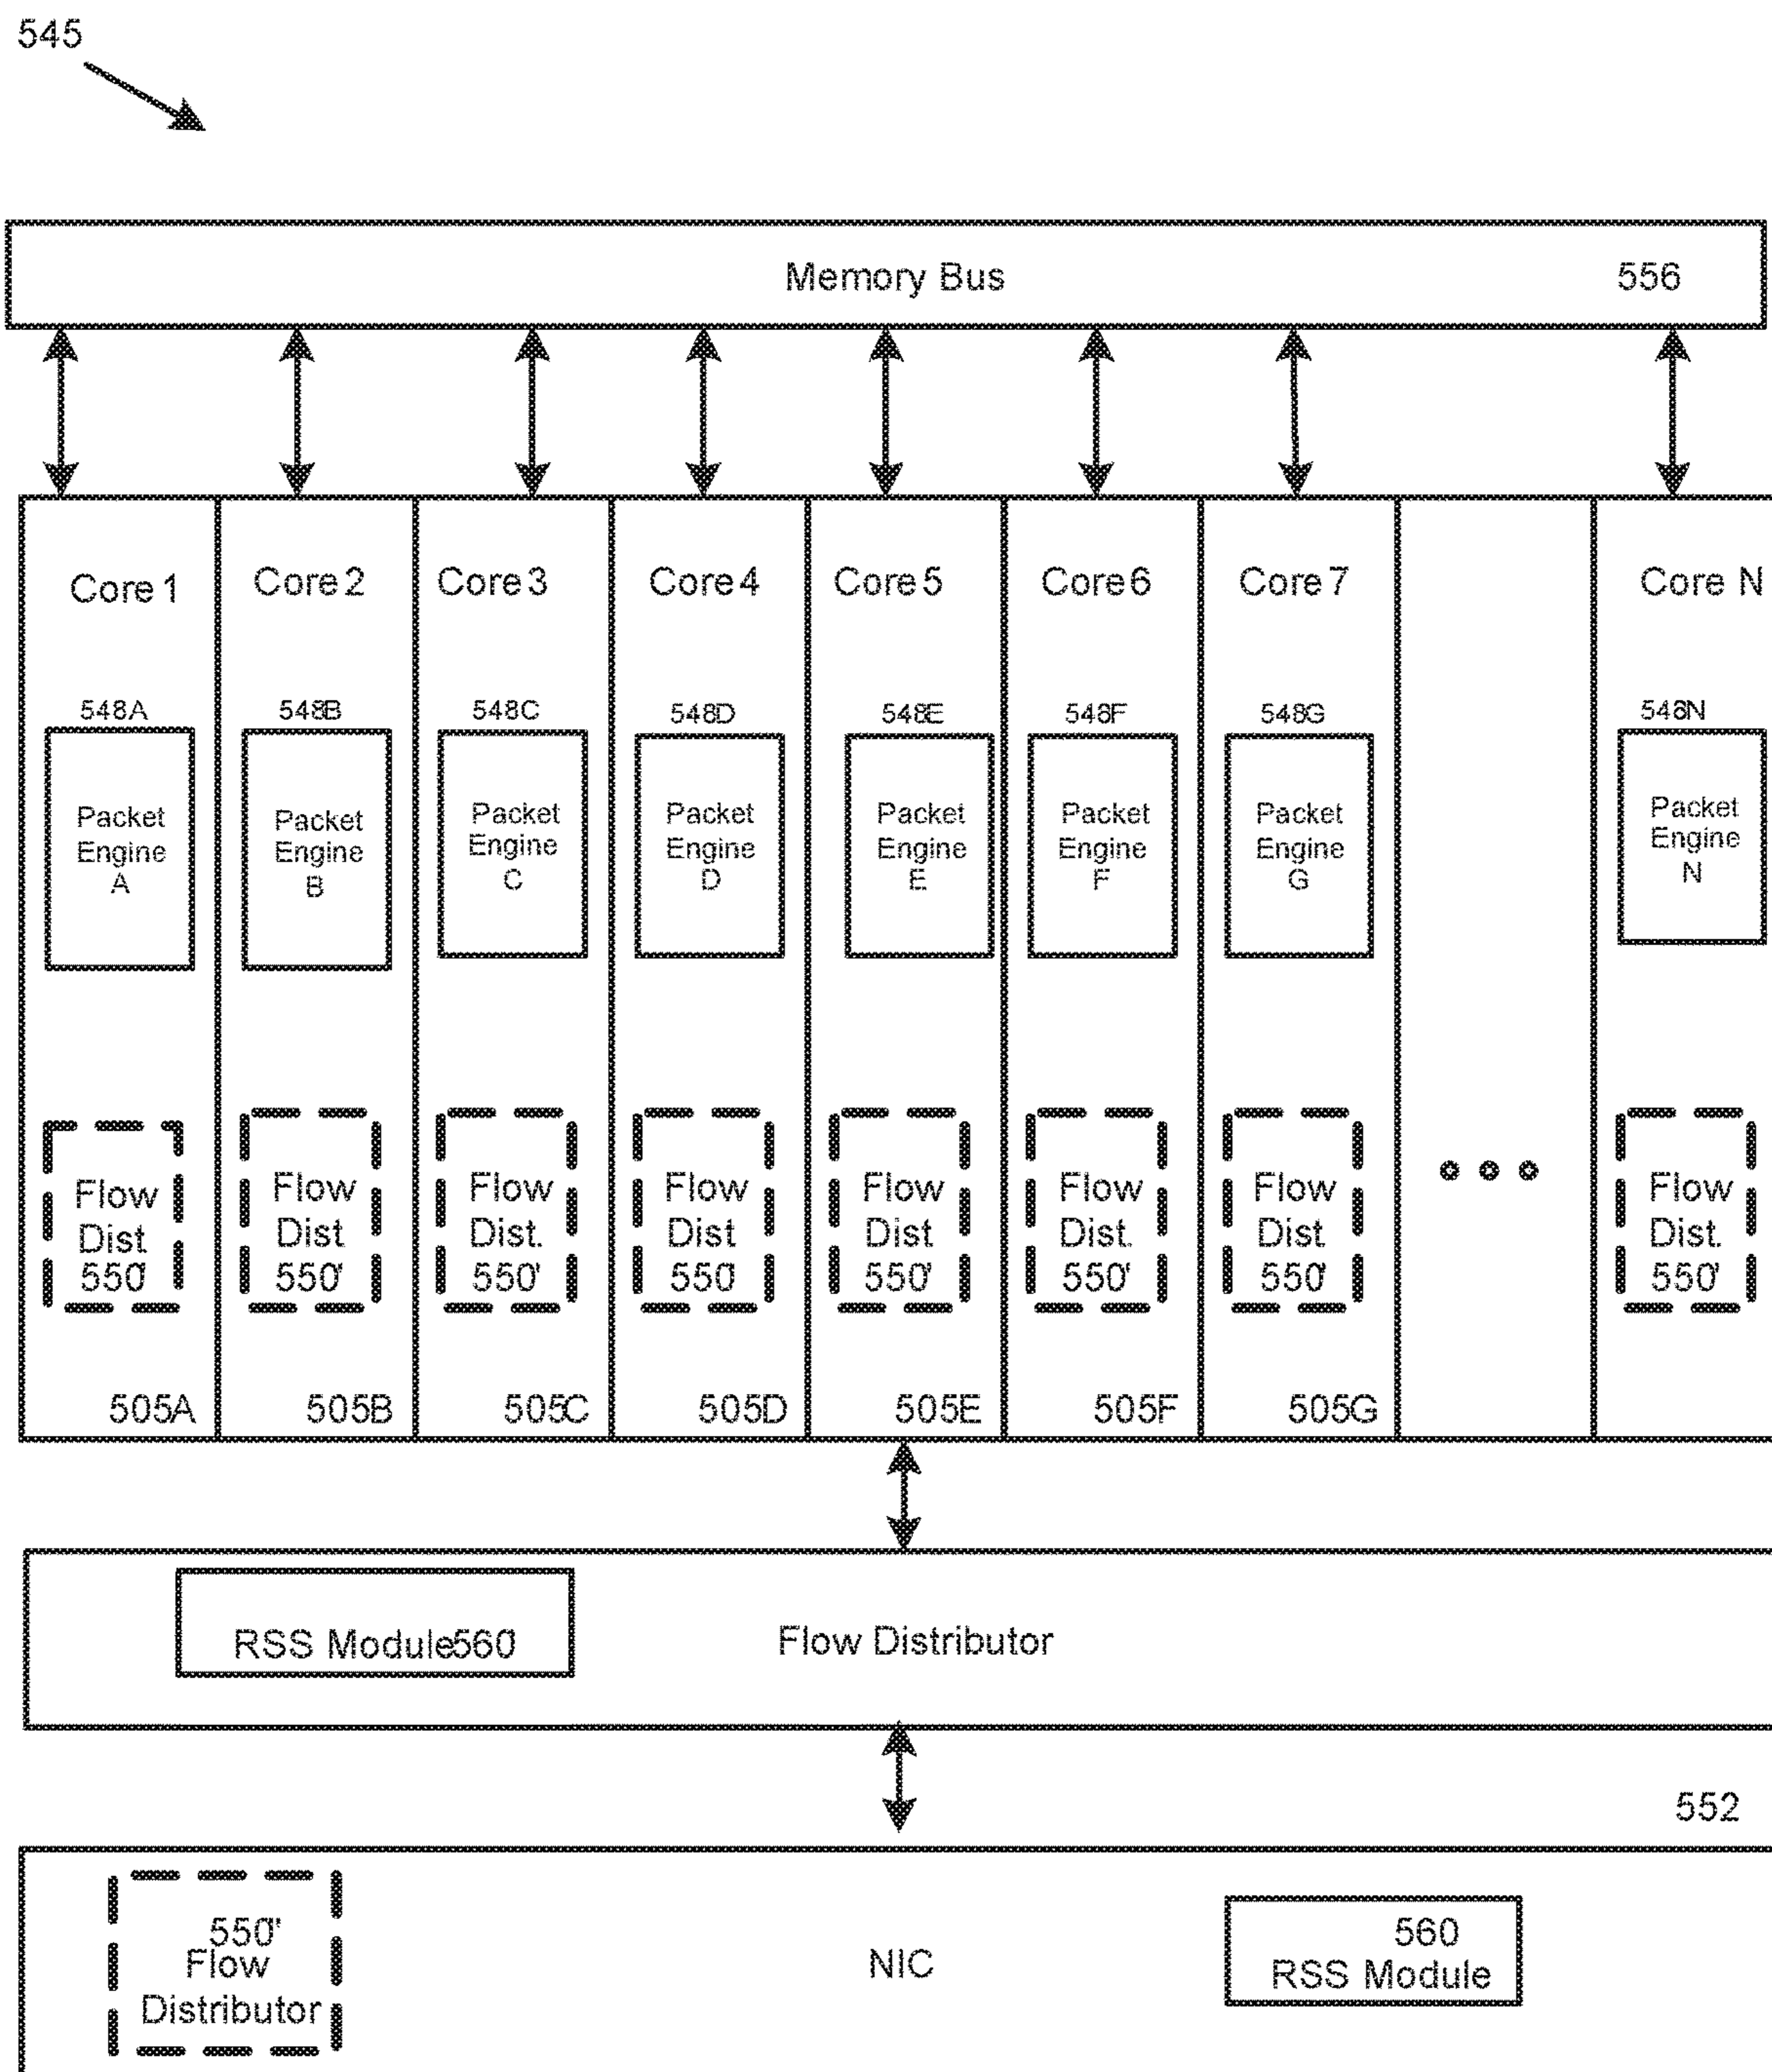 545
Memory Bus 556
Core 1 Core 2 Core 3 Core 4 Core 5 Core 6 Core 7 Core N
548A 548B 548C 548D 548E 548F 548G 548N
Packet Engine A
Packet Engine B
Packet Engine C
Packet Engine D
Packet Engine E
Packet Engine F
Packet Engine G
Packet Engine N
Flow Dist. 550'
Flow Dist. 550'
Flow Dist. 550'
Flow Dist. 550'
Flow Dist. 550'
Flow Dist. 550'
Flow Dist. 550'
Flow Dist. 550'
505A 505B 505C 505D 505E 505F 505G
RSS Module 560' Flow Distributor
552
550"
Flow
Distributor
NIC
560
RSS Module